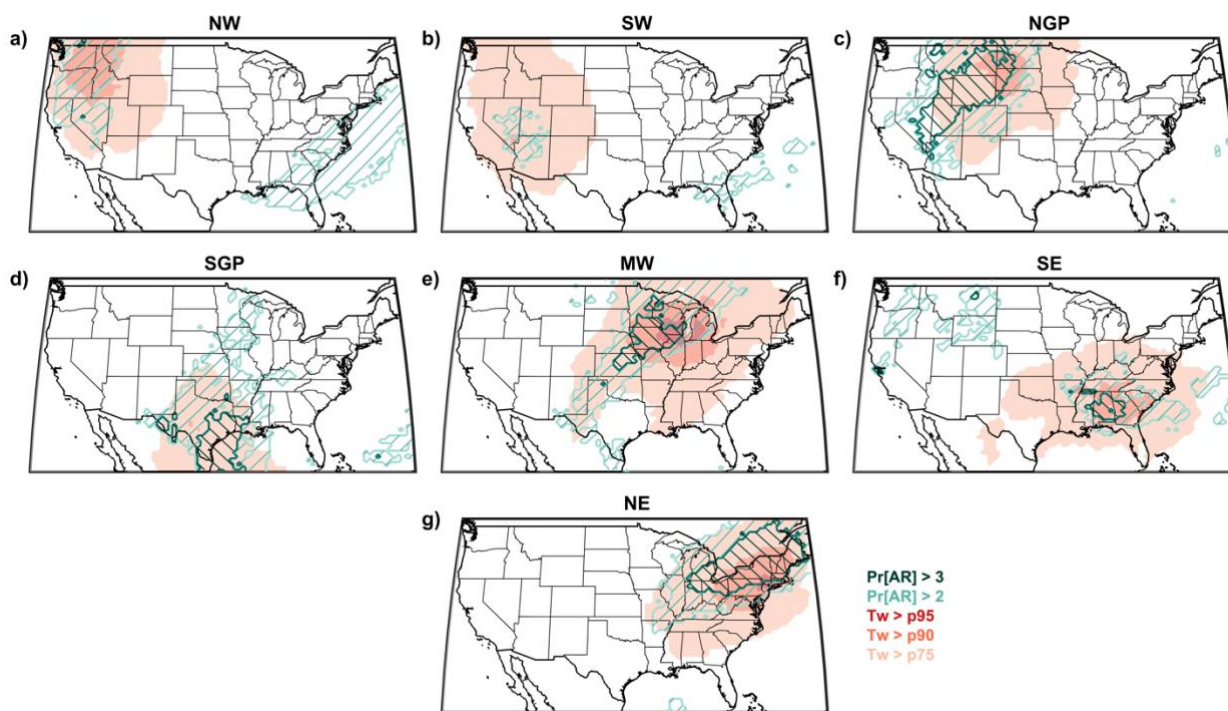 NW
SW
NGP
a)
b)
c)
SGP
MW
SE
d)
e)
f)
NE
g)
Pr[AR] > 3
Pr[AR] > 2
Tw > p95
Tw > p90
Tw > p75